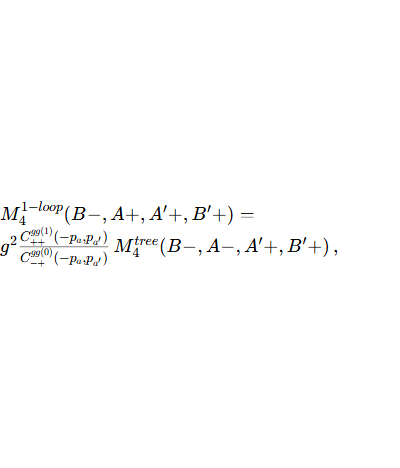 M_4^{1-loop}(B-, A+, A'+, B'+) =
g^2 \frac{C_{++}^{gg(1)}(-p_a, p_{a'})}{C_{-+}^{gg(0)}(-p_a, p_{a'})} M_4^{tree}(B-, A-, A'+, B'+) ,